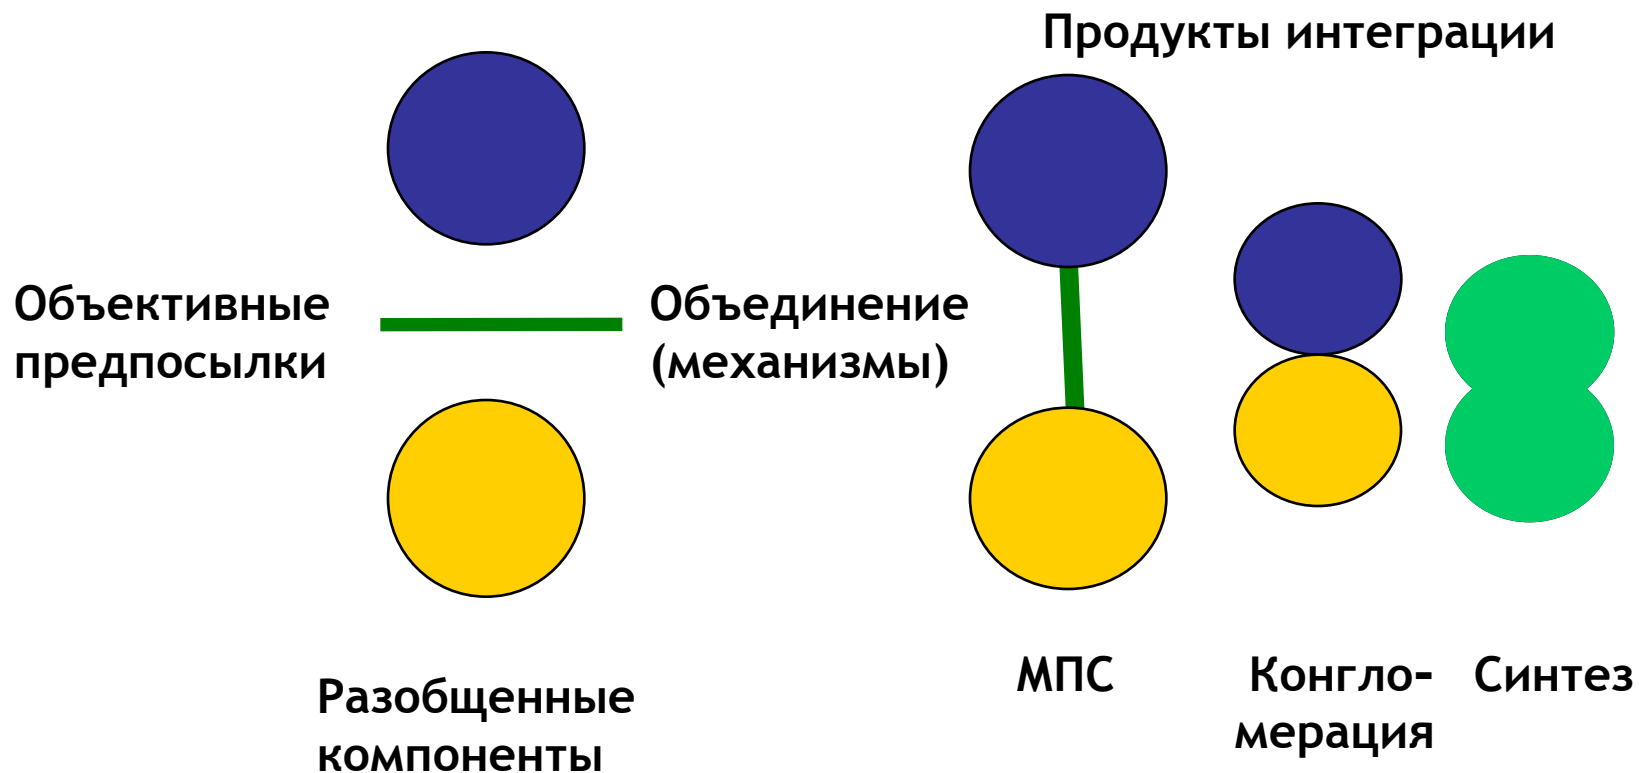 Продукты интеграции
Объективные
предпосылки
Объединение
(механизмы)
Разобщенные
компоненты
МПС
Конгло-
мерация
Синтез